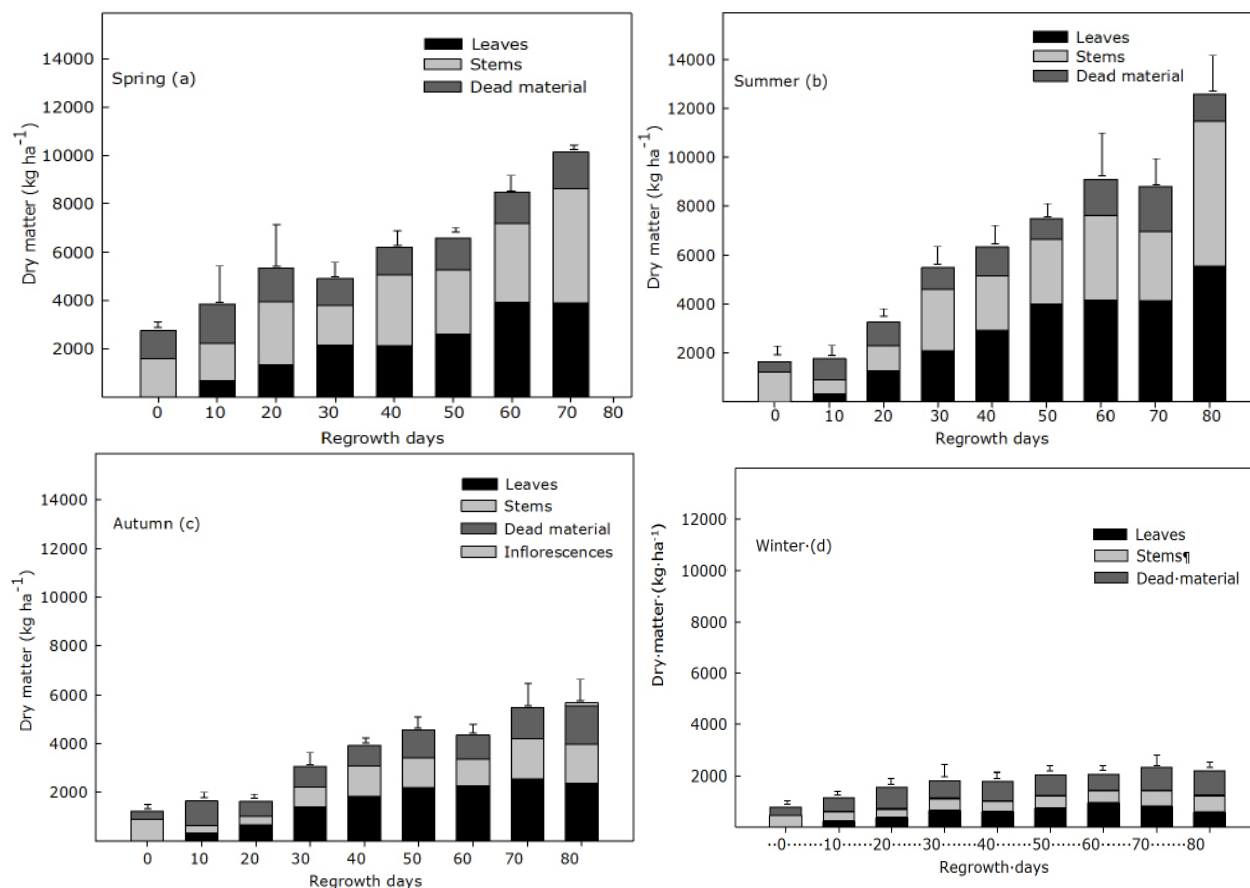 14000
12000
10000
8000
6000
4000
2000
Dry matter (kg ha-1)
Spring (a)
Leaves
Stems
Dead material
0 10 20 30 40 50 60 70 80
Regrowth days
14000
12000
10000
8000
6000
4000
2000
Dry matter (kg ha-1)
Summer (b)
Leaves
Stems
Dead material
0 10 20 30 40 50 60 70 80
Regrowth days
14000
12000
10000
8000
6000
4000
2000
Dry matter (kg ha-1)
Autumn (c)
Leaves
Stems
Dead material
Inflorescences
0 10 20 30 40 50 60 70 80
Regrowth days
12000
10000
8000
6000
4000
2000
Dry·matter·(kg·ha-1)
Winter·(d)
Leaves
Stems¶
Dead·material
··0·······10·······20·······30·······40·······50·······60·······70·······80
Regrowth·days